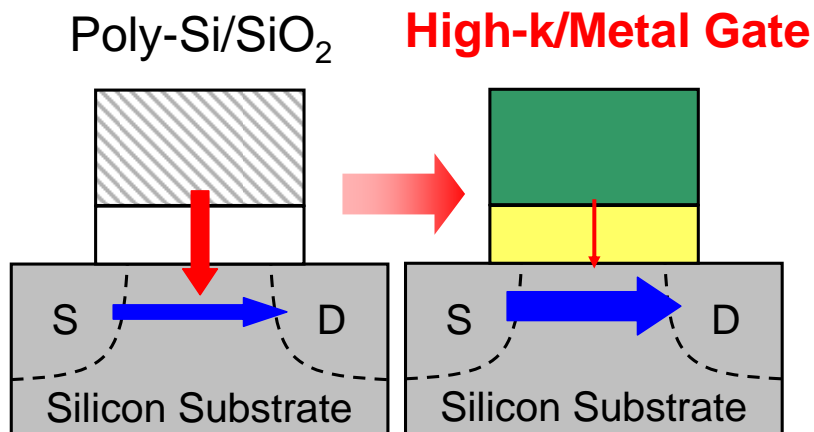 Poly-Si/SiO₂
High-k/Metal Gate
S
D
Silicon Substrate
S
D
Silicon Substrate